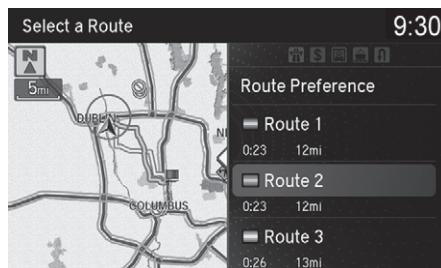 Select a Route
9:30
N
5mi
DUBLIN
COLUMBUS
Route Preference
Route 1
0:23 12mi
Route 2
0:23 12mi
Route 3
0:26 13mi